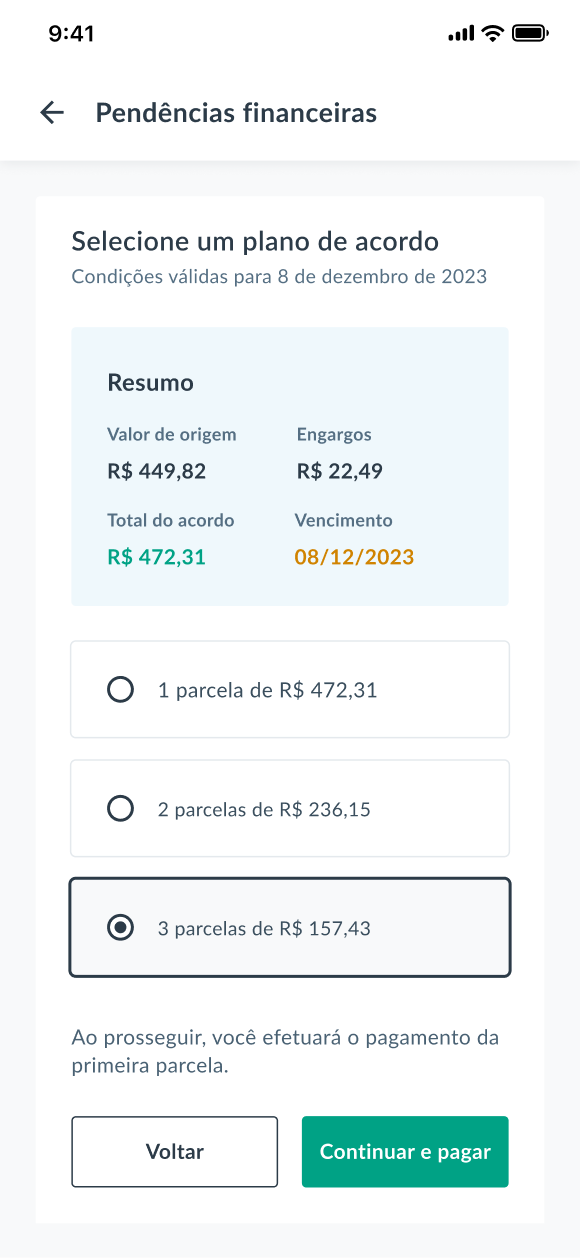 9:41
Pendências financeiras
Selecione um plano de acordo
Condições válidas para 8 de dezembro de 2023
Resumo
Valor de origem Engargos
R$ 449,82 R$ 22,49
Total do acordo Vencimento
R$ 472,31 08/12/2023
1 parcela de R$ 472,31
2 parcelas de R$ 236,15
3 parcelas de R$ 157,43
Ao prosseguir, você efetuará o pagamento da
primeira parcela.
Voltar Continuar e pagar